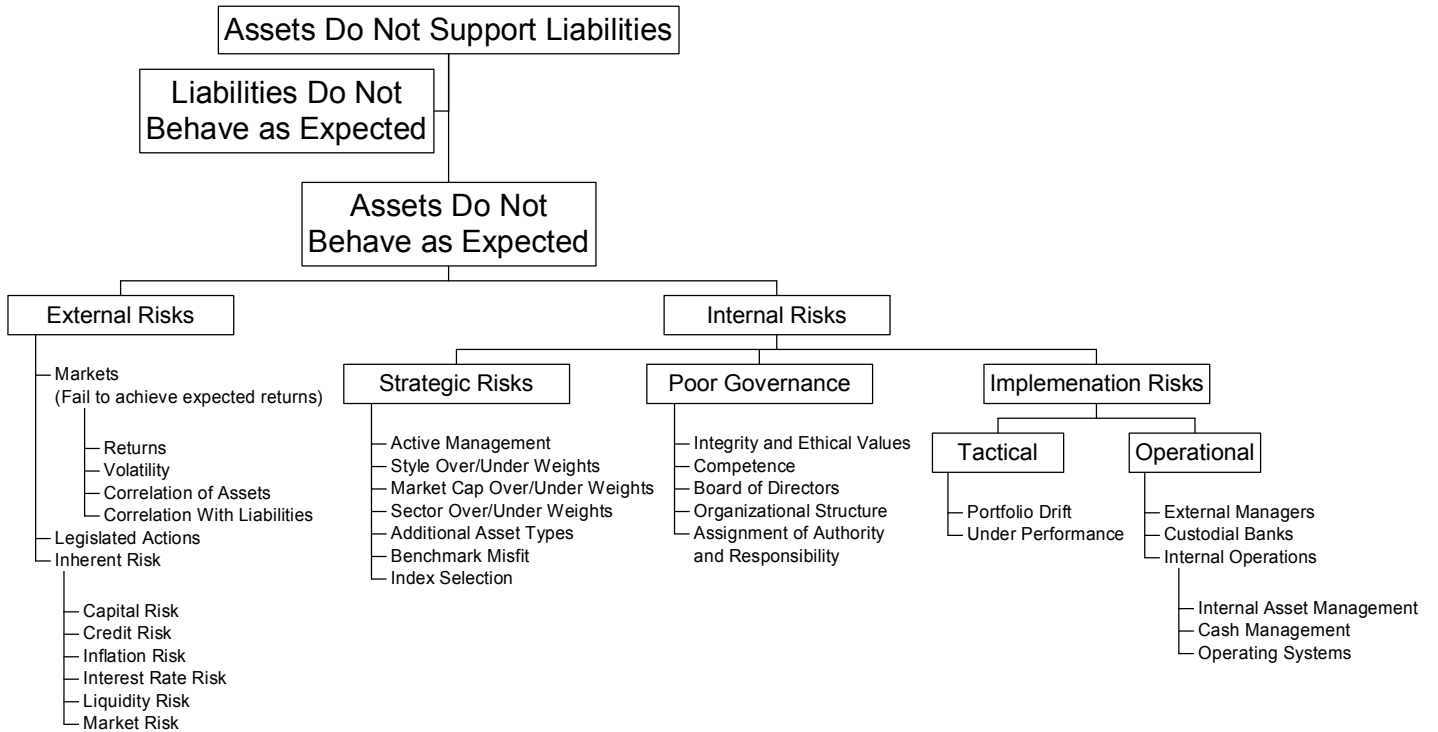 Assets Do Not Support Liabilities
Liabilities Do Not
Behave as Expected
Assets Do Not
Behave as Expected
External Risks
Markets
(Fail to achieve expected returns)
Returns
Volatility
Correlation of Assets
Correlation With Liabilities
Legislated Actions
Inherent Risk
Capital Risk
Credit Risk
Inflation Risk
Interest Rate Risk
Liquidity Risk
Market Risk
Internal Risks
Strategic Risks
Active Management
Style Over/Under Weights
Market Cap Over/Under Weights
Sector Over/Under Weights
Additional Asset Types
Benchmark Misfit
Index Selection
Poor Governance
Integrity and Ethical Values
Competence
Board of Directors
Organizational Structure
Assignment of Authority
and Responsibility
Implemenation Risks
Tactical
Portfolio Drift
Under Performance
Operational
External Managers
Custodial Banks
Internal Operations
Internal Asset Management
Cash Management
Operating Systems